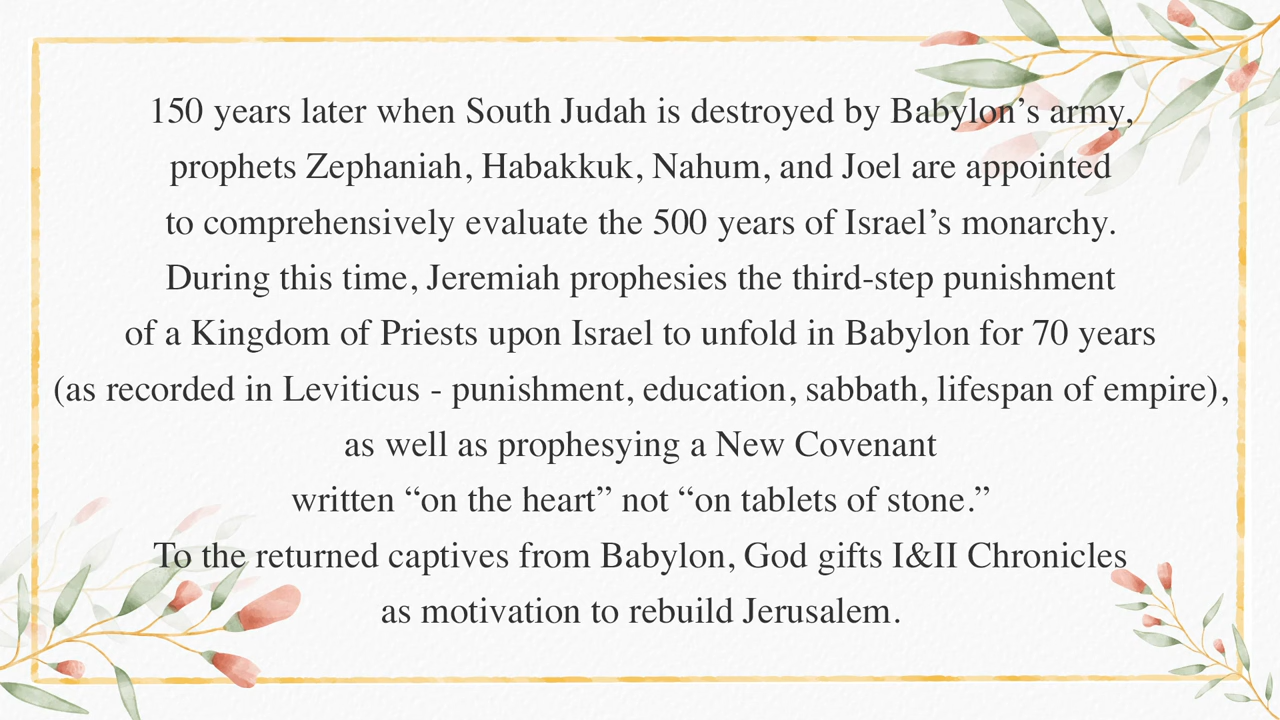 150 years later when South Judah is destroyed by Babylon’s army,
prophets Zephaniah, Habakkuk, Nahum, and Joel are appointed
to comprehensively evaluate the 500 years of Israel’s monarchy.
During this time, Jeremiah prophesies the third-step punishment
of a Kingdom of Priests upon Israel to unfold in Babylon for 70 years
(as recorded in Leviticus - punishment, education, sabbath, lifespan of empire),
as well as prophesying a New Covenant
written “on the heart” not “on tablets of stone.”
To the returned captives from Babylon, God gifts I&II Chronicles
as motivation to rebuild Jerusalem.